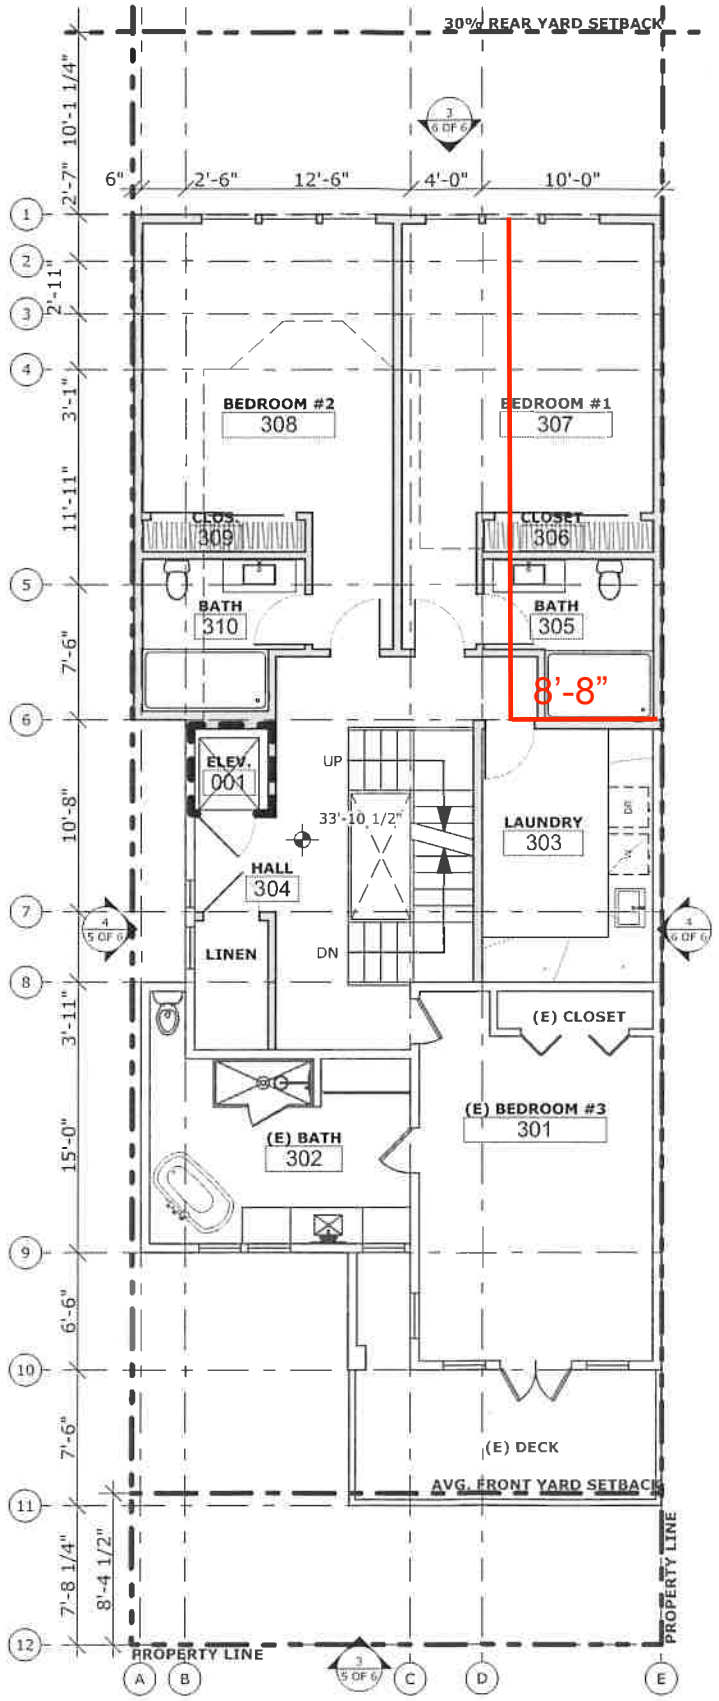 30% REAR YARD SETBACK
10'-1 1/4"
3
6 OF 6
2'-7"
6"
2'-6"
12'-6"
4'-0"
10'-0"
1
2
2'-11"
3
4
3'-1"
BEDROOM #2
308
BEDROOM #1
307
11'-11"
CLOS.
309
CLOSET
306
5
BATH
310
BATH
305
7'-6"
8'-8"
6
ELEV.
001
UP
10'-8"
33'-10 1/2"
LAUNDRY
303
HALL
304
7
4
5 OF 6
4
6 OF 6
LINEN
DN
8
3'-11"
(E) CLOSET
(E) BEDROOM #3
301
(E) BATH
302
15'-0"
9
6'-6"
10
7'-6"
(E) DECK
AVG. FRONT YARD SETBACK
11
7'-8 1/4"
8'-4 1/2"
PROPERTY LINE
12
PROPERTY LINE
3
5 OF 6
A
B
C
D
E